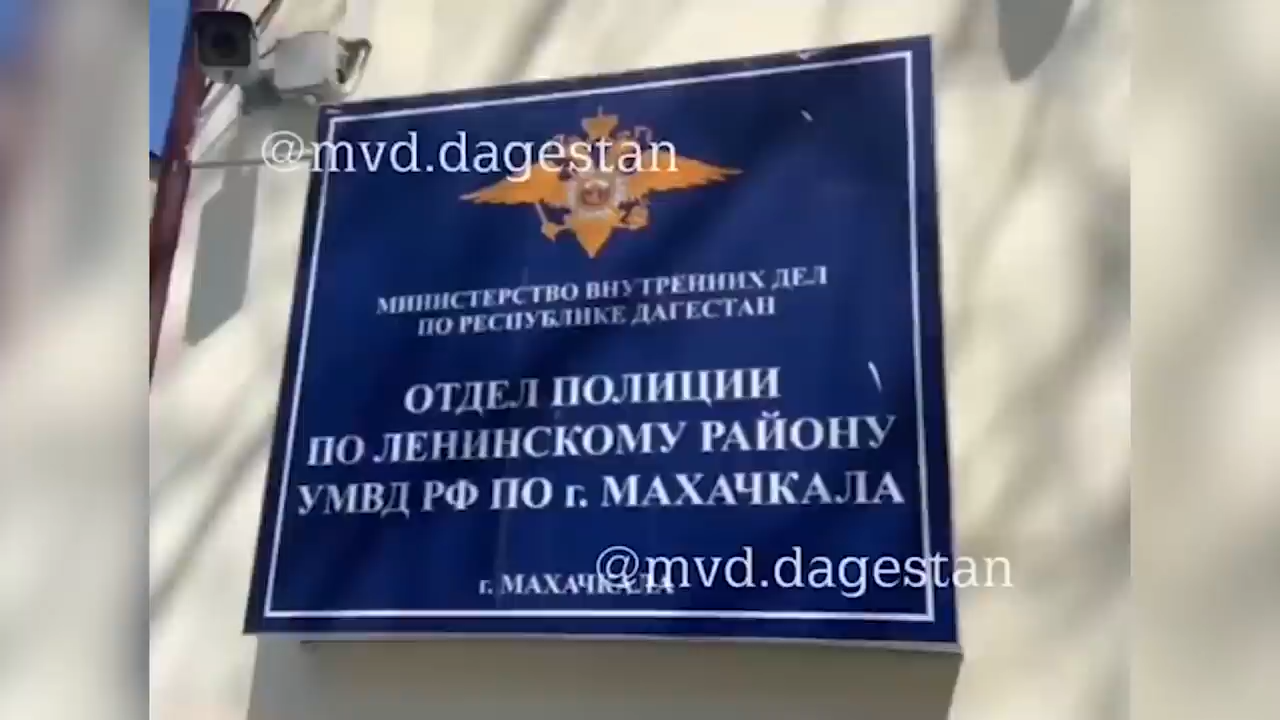 @mvd.dagestan
МИНИСТЕРСТВО ВНУТРЕННИХ ДЕЛ
ПО РЕСПУБЛИКЕ ДАГЕСТАН
ОТДЕЛ ПОЛИЦИИ
ПО ЛЕНИНСКОМУ РАЙОНУ
УМВД РФ ПО г. МАХАЧКАЛА
@mvd.dagestan
г. МАХАЧКАЛА